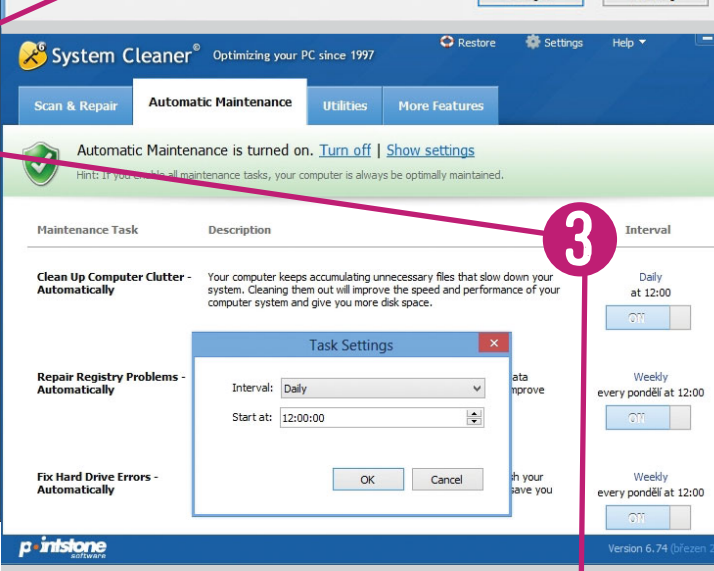 6
System Cleaner® Optimizing your PC since 1997
Restore Settings Help
Scan & Repair Automatic Maintenance Utilities More Features
Automatic Maintenance is turned on. Turn off | Show settings
Hint: If you enable all maintenance tasks, your computer is always be optimally maintained.
3
Maintenance Task Description Interval
Clean Up Computer Clutter - Automatically
Your computer keeps accumulating unnecessary files that slow down your
system. Cleaning them out will improve the speed and performance of your
computer system and give you more disk space.
Daily
at 12:00
ON
Task Settings
Interval: Daily
Start at: 12:00:00
OK Cancel
Repair Registry Problems -
Automatically
Weekly
every pondělí at 12:00
ON
Fix Hard Drive Errors -
Automatically
your
save you
Weekly
every pondělí at 12:00
ON
pointstone
software
Version 6.74 (březen